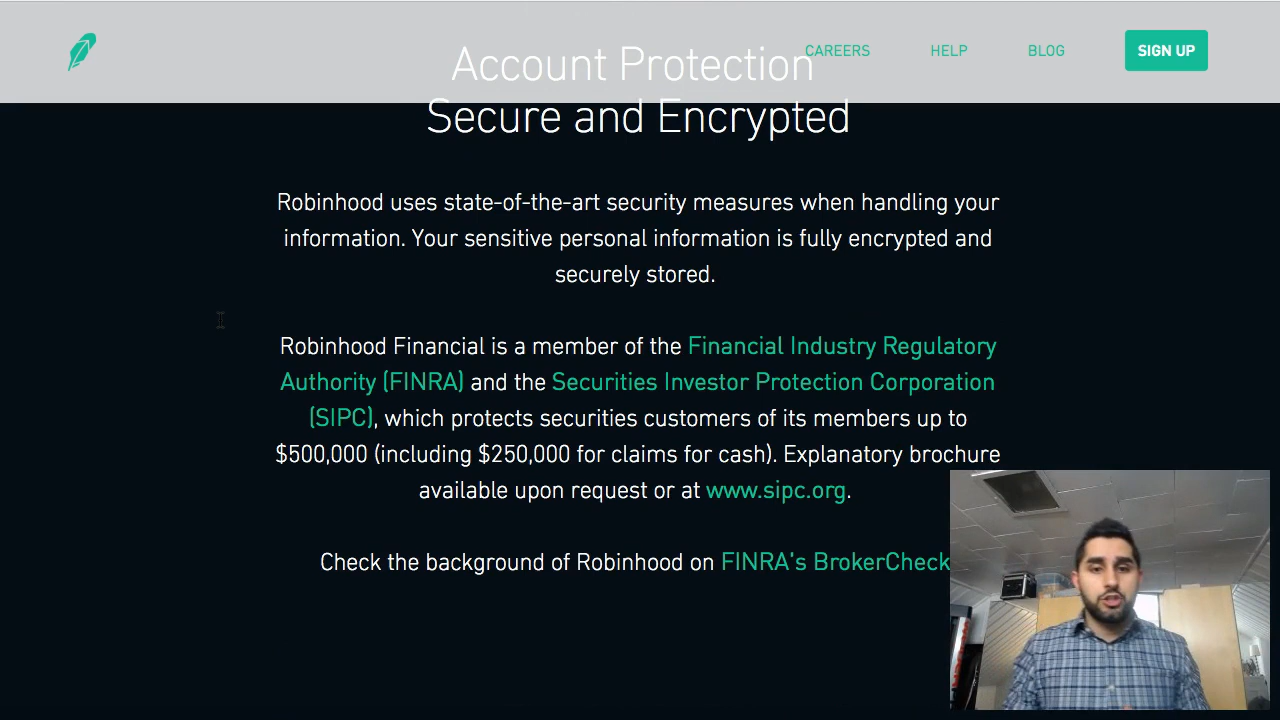 CAREERS HELP BLOG SIGN UP
Account Protection
Secure and Encrypted
Robinhood uses state-of-the-art security measures when handling your
information. Your sensitive personal information is fully encrypted and
securely stored.
Robinhood Financial is a member of the Financial Industry Regulatory
Authority (FINRA) and the Securities Investor Protection Corporation
(SIPC), which protects securities customers of its members up to
$500,000 (including $250,000 for claims for cash). Explanatory brochure
available upon request or at www.sipc.org.
Check the background of Robinhood on FINRA's BrokerCheck